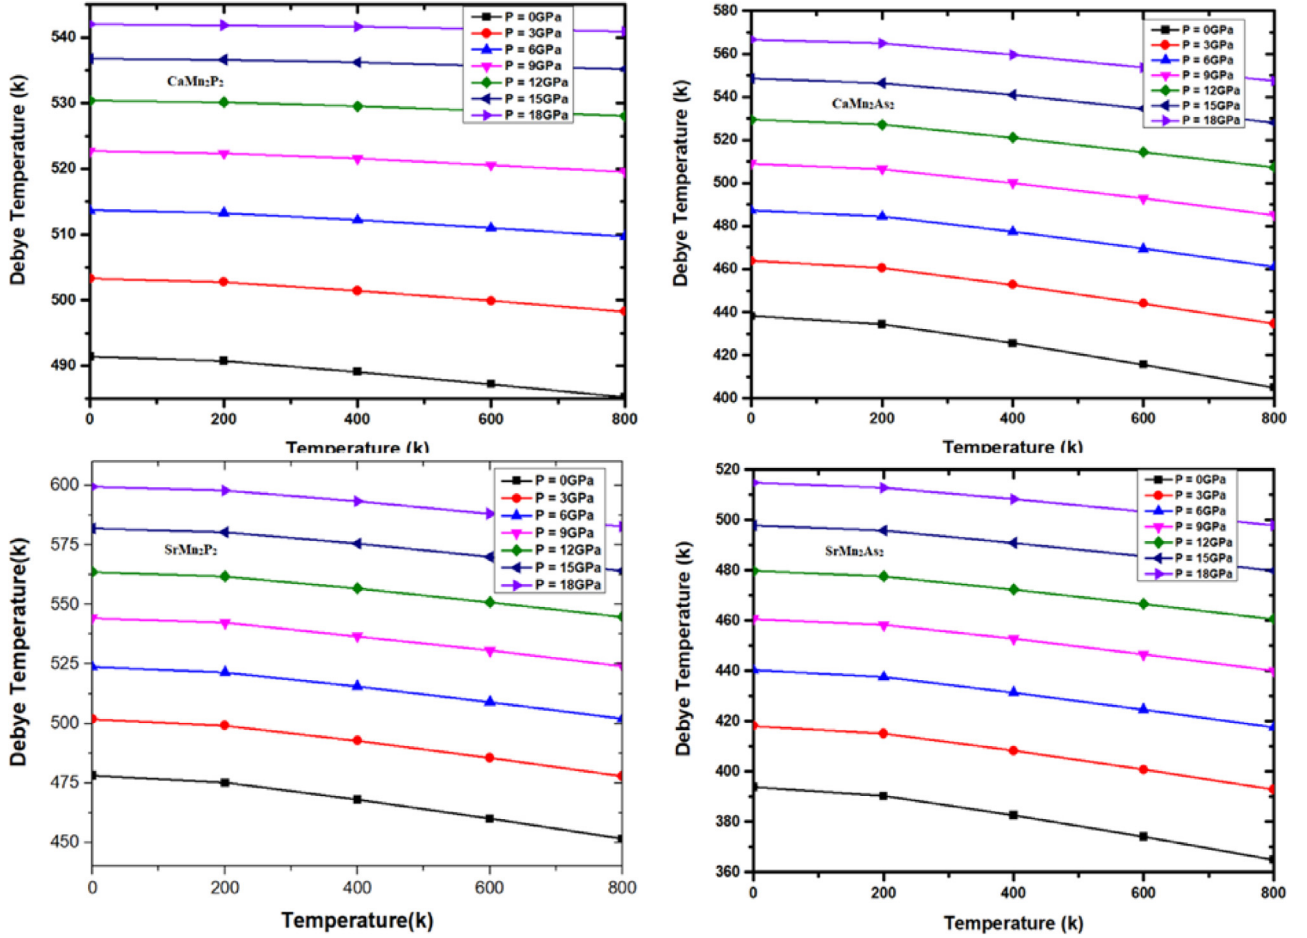 P = 0GPa
P = 3GPa
P = 6GPa
P = 9GPa
P = 12GPa
P = 15GPa
P = 18GPa
CaMn₂P₂
Debye Temperature (k)
540
530
520
510
500
490
0 200 400 600 800
Temperature (k)
P = 0GPa
P = 3GPa
P = 6GPa
P = 9GPa
P = 12GPa
P = 15GPa
P = 18GPa
CaMn₂As₂
Debye Temperature (k)
580
560
540
520
500
480
460
440
420
400
0 200 400 600 800
Temperature (k)
P = 0GPa
P = 3GPa
P = 6GPa
P = 9GPa
P = 12GPa
P = 15GPa
P = 18GPa
SrMn₂P₂
Debye Temperature(k)
600
575
550
525
500
475
450
0 200 400 600 800
Temperature(k)
P = 0GPa
P = 3GPa
P = 6GPa
P = 9GPa
P = 12GPa
P = 15GPa
P = 18GPa
SrMn₂As₂
Debye Temperature (k)
520
500
480
460
440
420
400
380
360
0 200 400 600 800
Temperature (k)